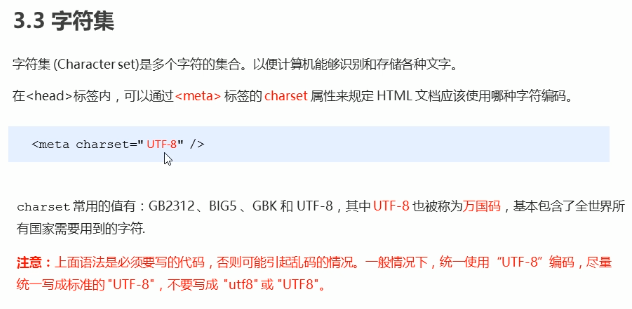 3.3 字符集
字符集 (Character set)是多个字符的集合。以便计算机能够识别和存储各种文字。
在<head>标签内，可以通过<meta> 标签的 charset 属性来规定 HTML 文档应该使用哪种字符编码。
<meta charset=" UTF-8" />
charset 常用的值有：GB2312、BIG5 、GBK 和 UTF-8，其中 UTF-8 也被称为万国码，基本包含了全世界所
有国家需要用到的字符.
注意：上面语法是必须要写的代码，否则可能引起乱码的情况。一般情况下，统一使用“UTF-8”编码，尽量
统一写成标准的 "UTF-8"，不要写成 "utf8" 或 "UTF8"。